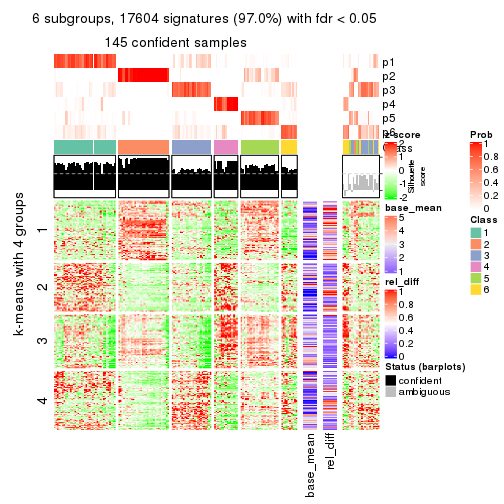 6 subgroups, 17604 signatures (97.0%) with fdr < 0.05
145 confident samples
p1
p2
p3
p4
p5
p6
Class
Silhouette
score
k-means with 4 groups
1
2
3
4
base_mean
rel_diff
z-score
2
1
0
-1
-2
base_mean
5
4
3
2
1
rel_diff
1
0.8
0.6
0.4
0.2
0
Status (barplots)
confident
ambiguous
Prob
1
0.8
0.6
0.4
0.2
0
Class
1
2
3
4
5
6